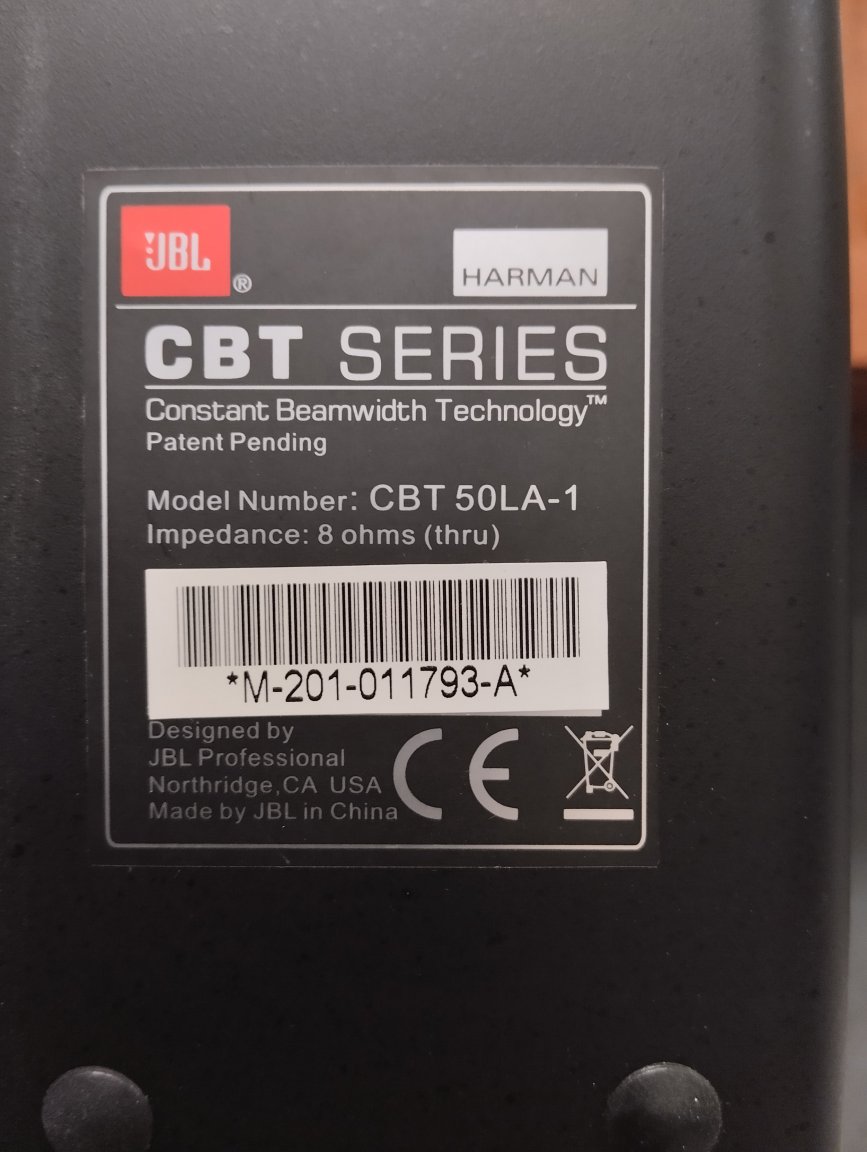 JBL ®
HARMAN
CBT SERIES
Constant Beamwidth Technology™
Patent Pending
Model Number: CBT 50LA-1
Impedance: 8 ohms (thru)
*M-201-011793-A*
Designed by
JBL Professional
Northridge,CA USA
Made by JBL in China
CE